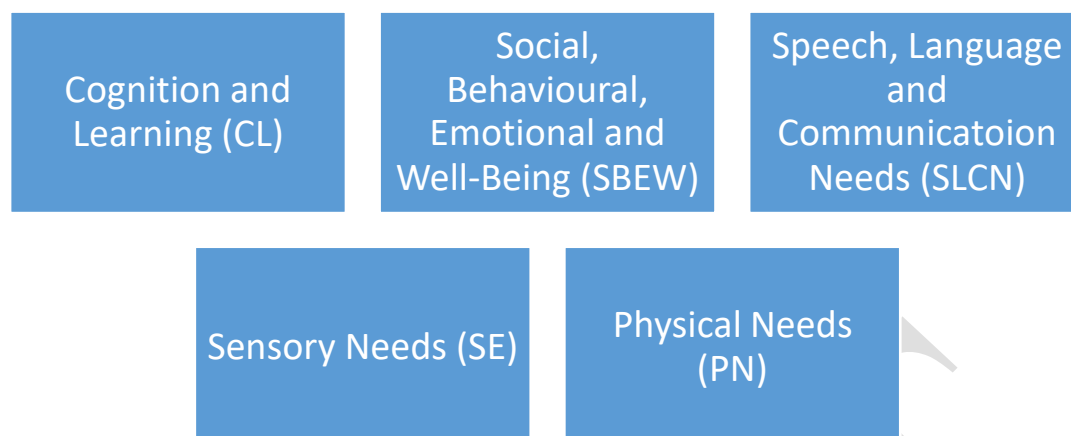 Cognition and
Learning (CL)
Social,
Behavioural,
Emotional and
Well-Being (SBEW)
Speech, Language
and
Communicatoion
Needs (SLCN)
Sensory Needs (SE)
Physical Needs
(PN)